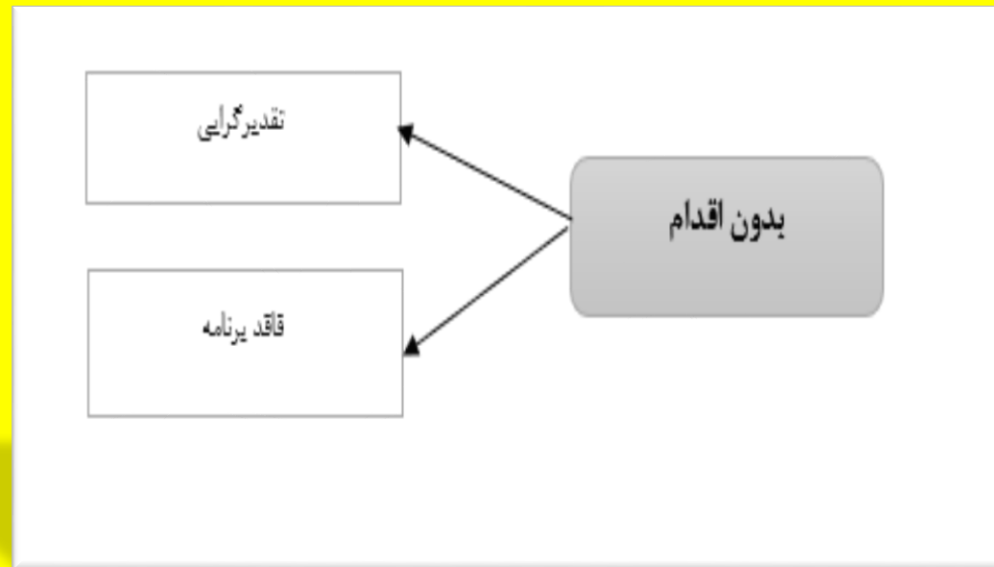 بدون اقدام
تقدیرگرایی
فاقد برنامه